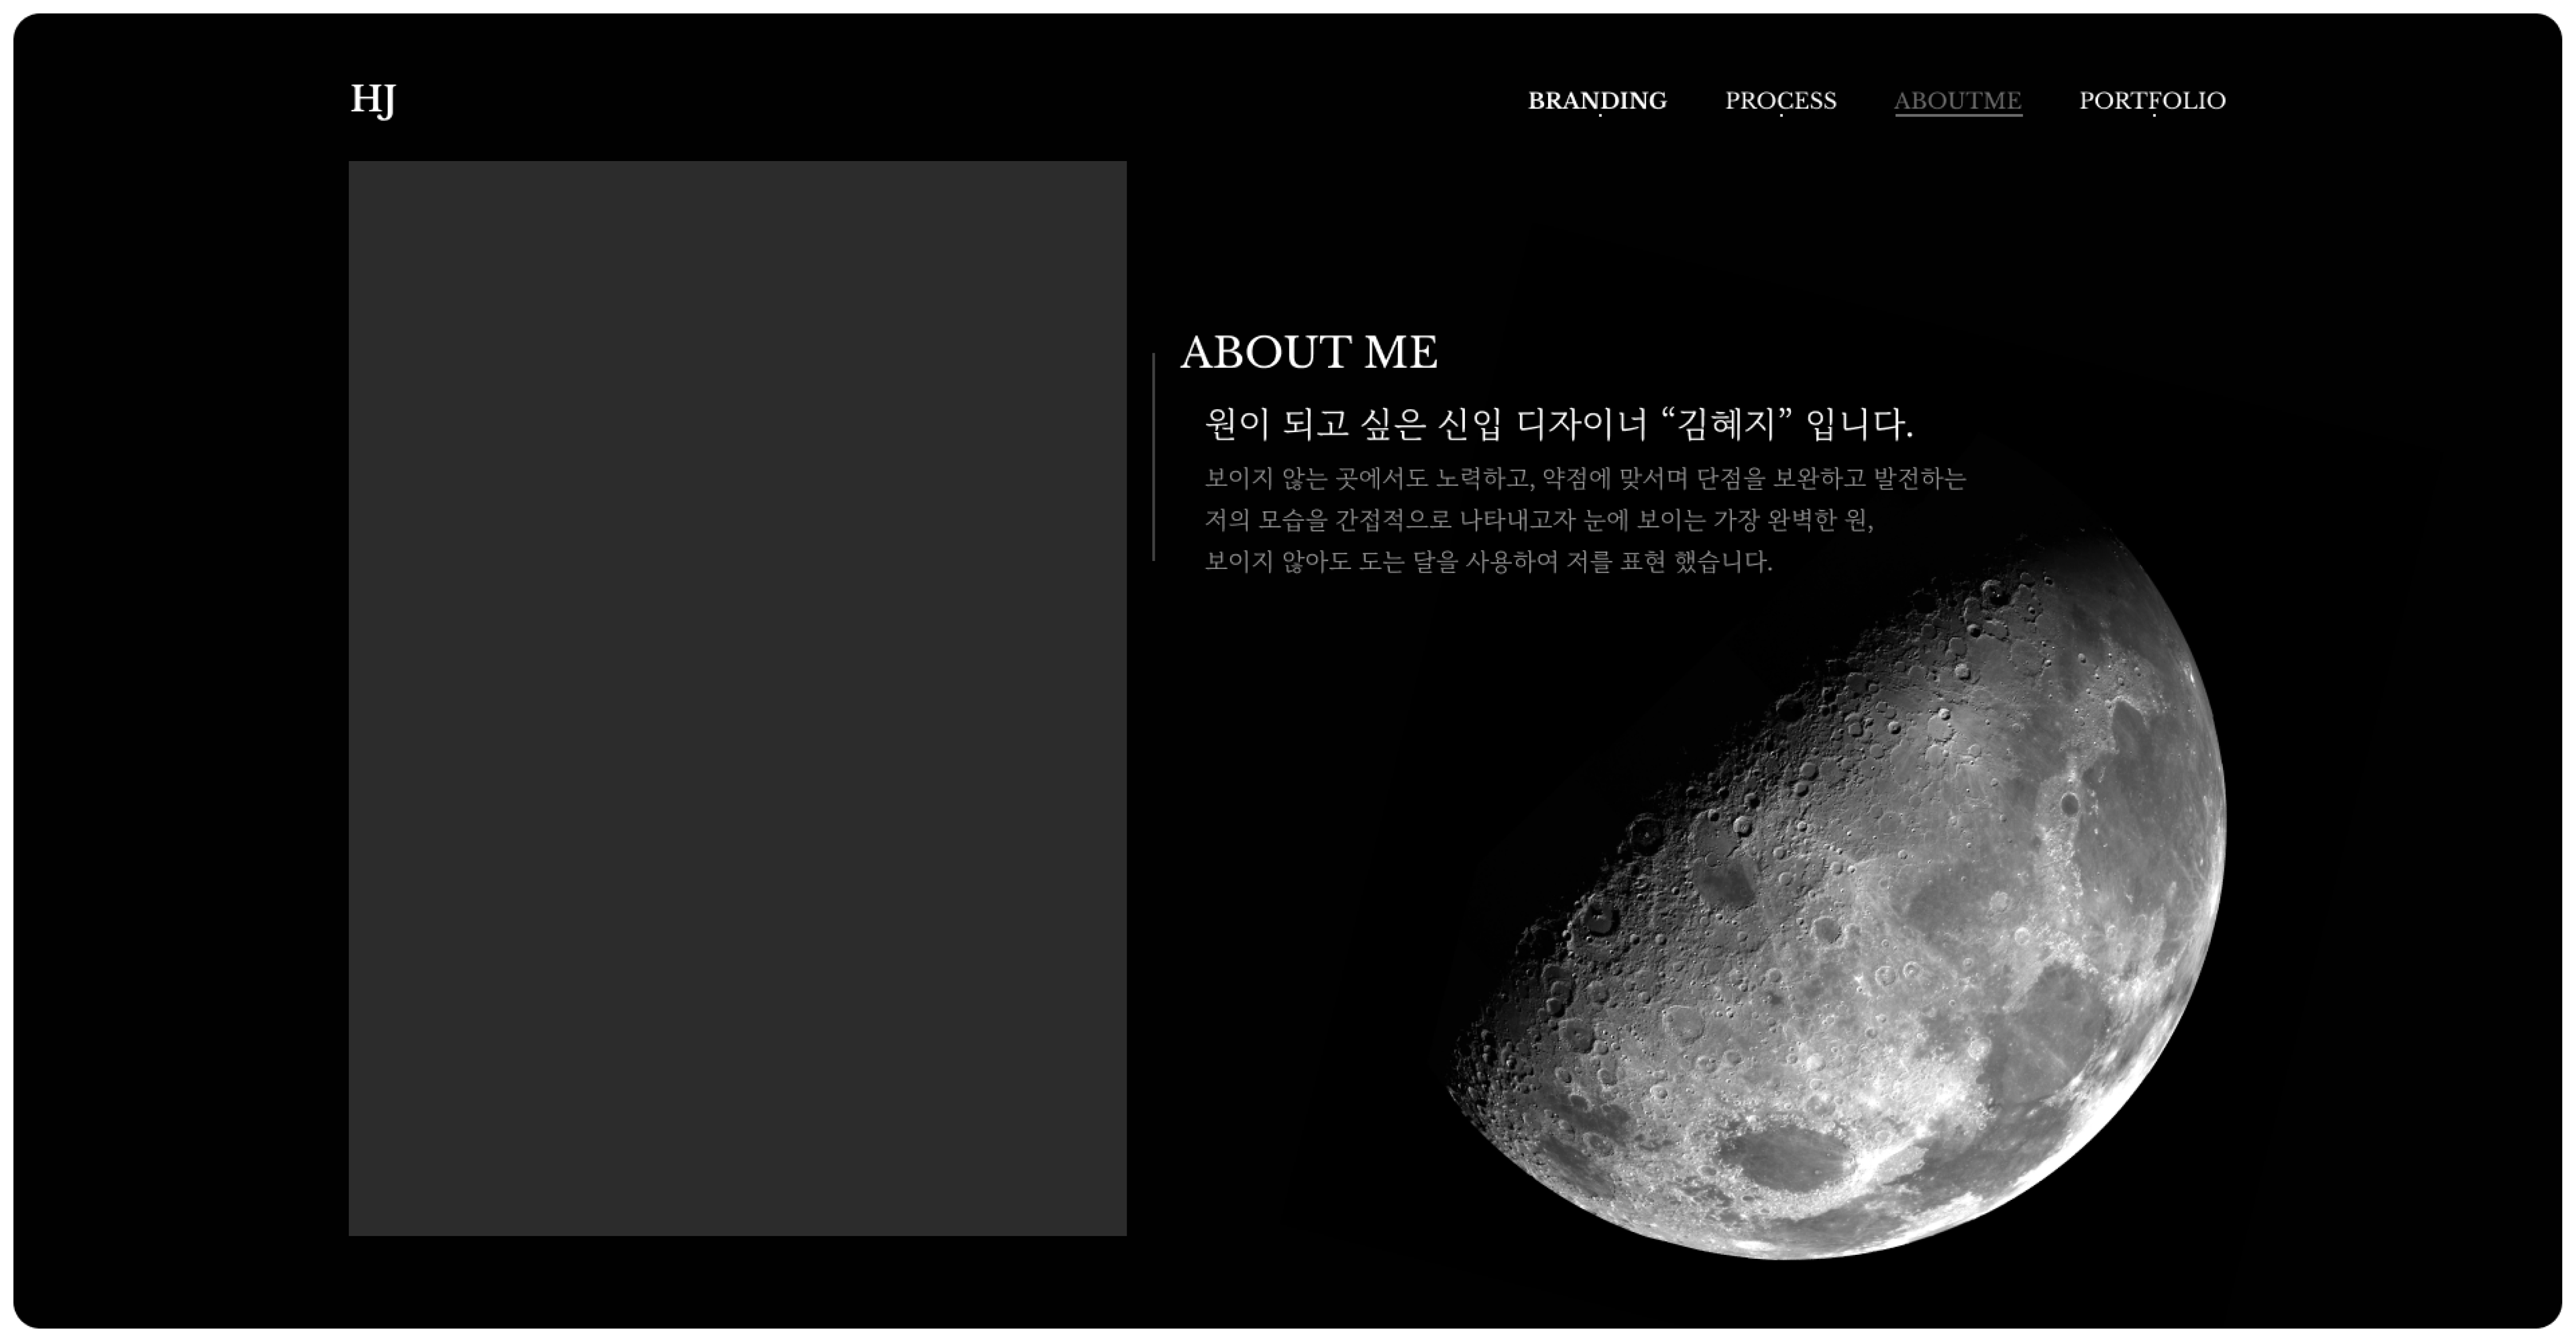 HJ
BRANDING PROCESS ABOUTME PORTFOLIO
ABOUT ME
원이 되고 싶은 신입 디자이너 “김혜지” 입니다.
보이지 않는 곳에서도 노력하고, 약점에 맞서며 단점을 보완하고 발전하는
저의 모습을 간접적으로 나타내고자 눈에 보이는 가장 완벽한 원,
보이지 않아도 도는 달을 사용하여 저를 표현 했습니다.